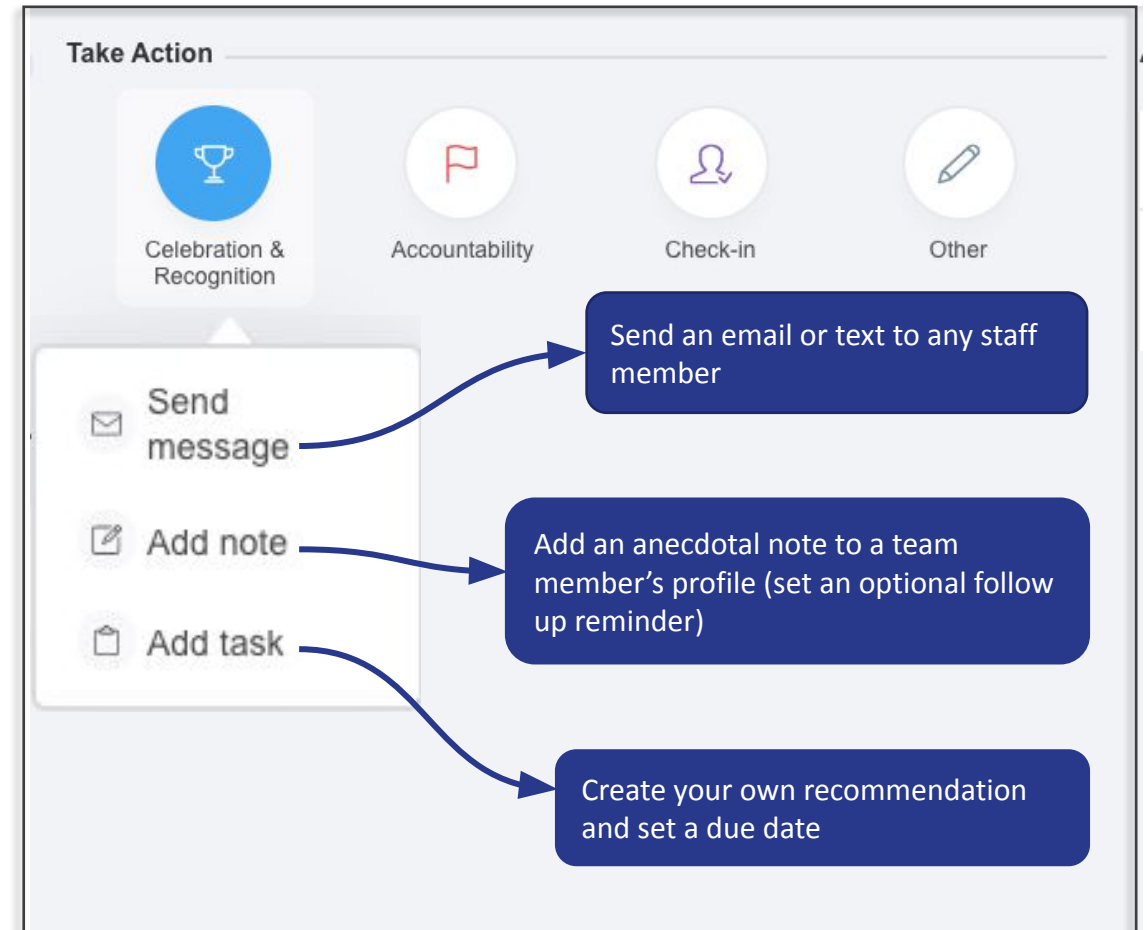 Take Action
Celebration &
Recognition
Accountability
Check-in
Other
Send an email or text to any staff
member
Send
message
Add an anecdotal note to a team
member’s profile (set an optional follow
up reminder)
Add note
Add task
Create your own recommendation
and set a due date